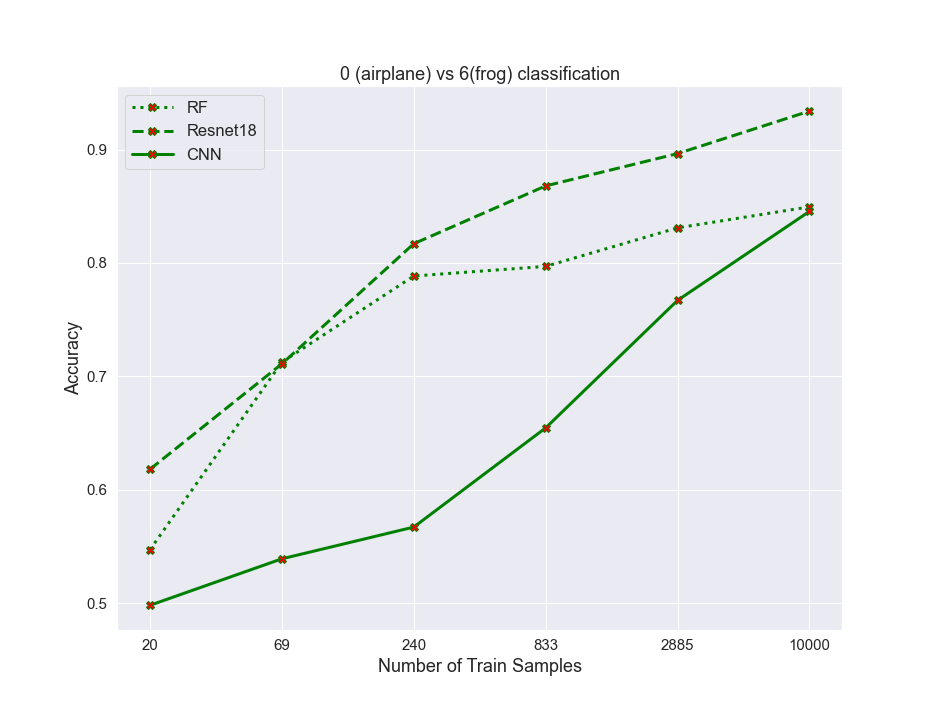 0 (airplane) vs 6(frog) classification
RF
Resnet18
CNN
0.9
0.8
0.7
0.6
0.5
Accuracy
20 69 240 833 2885 10000
Number of Train Samples